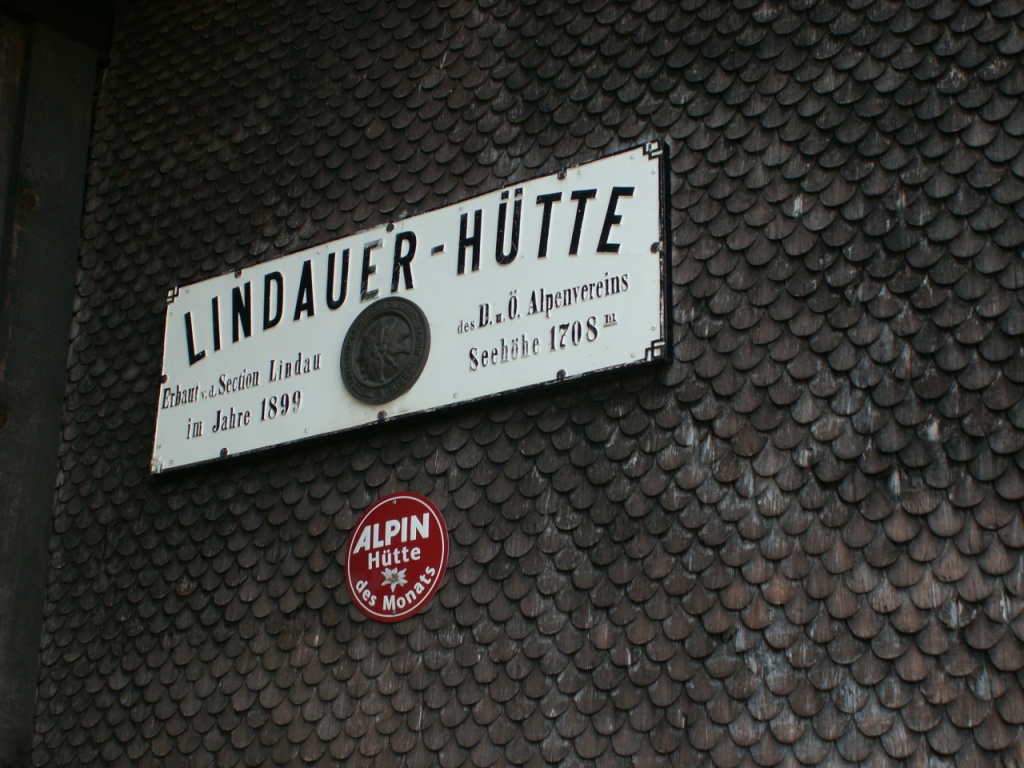 LINDAUER-HÜTTE
Erbaut v. d. Section Lindau
im Jahre 1899
des D. u. Ö. Alpenvereins
Seehöhe 1708 m
ALPIN
Hütte
des Monats